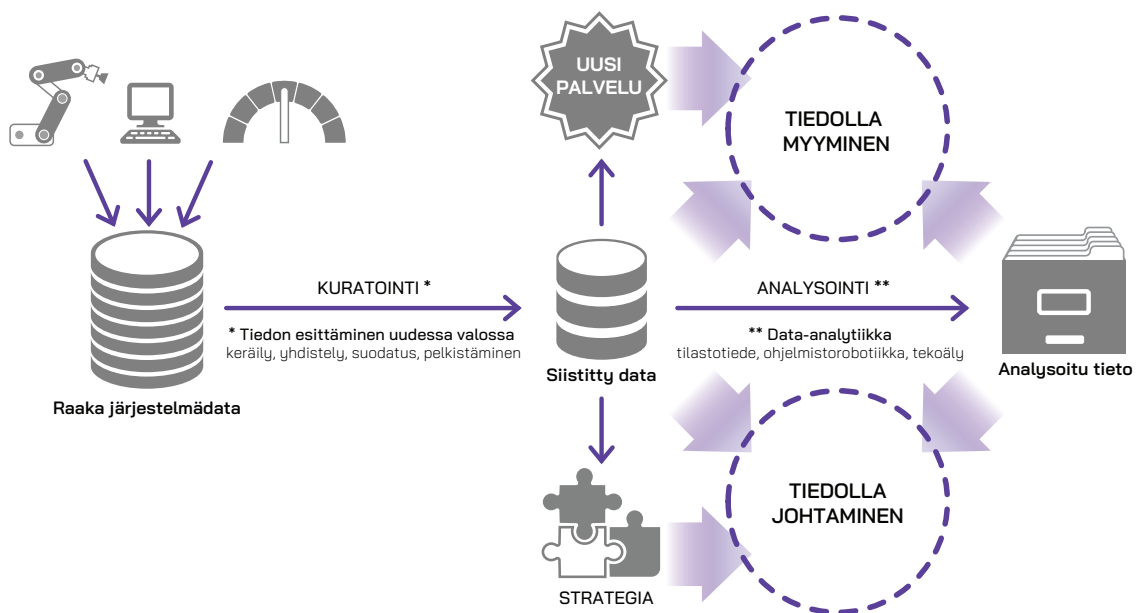 UUSI
PALVELU
TIEDOLLA
MYYMINEN
KURATOINTI *
* Tiedon esittäminen uudessa valossa
keräily, yhdistely, suodatus, pelkistäminen
ANALYSOINTI **
** Data-analytiikka
tilastotiede, ohjelmistorobotiikka, tekoäly
Raaka järjestelmädata
Siistitty data
Analysoitu tieto
TIEDOLLA
JOHTAMINEN
STRATEGIA